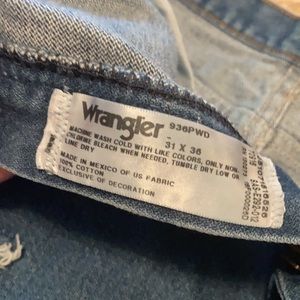 Wrangler 936PWD
31 X 36
MACHINE WASH COLD WITH LIKE COLORS, ONLY NON-
CHLORINE BLEACH WHEN NEEDED, TUMBLE DRY LOW OR
LINE DRY
MADE IN MEXICO OF US FABRIC
100% COTTON
EXCLUSIVE OF DECORATION